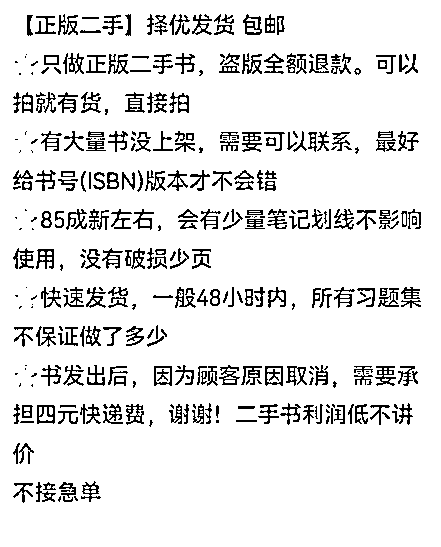 【正版二手】择优发货 包邮
☆只做正版二手书，盗版全额退款。可以
拍就有货，直接拍
☆有大量书没上架，需要可以联系，最好
给书号(ISBN)版本才不会错
☆85成新左右，会有少量笔记划线不影响
使用，没有破损少页
☆快速发货，一般48小时内，所有习题集
不保证做了多少
☆书发出后，因为顾客原因取消，需要承
担四元快递费，谢谢！二手书利润低不讲
价
不接急单